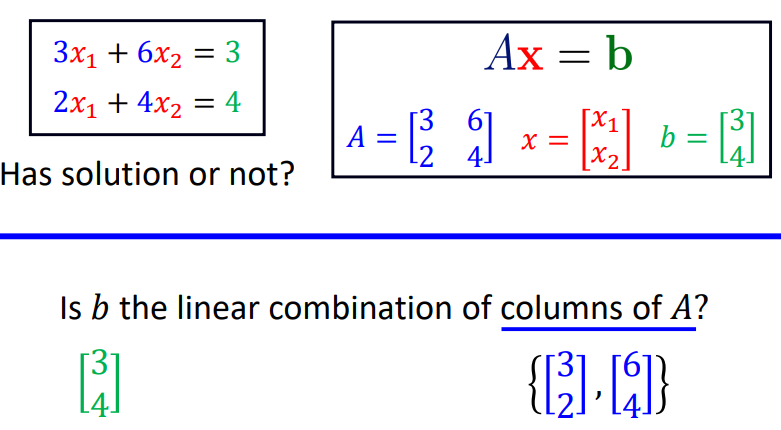 3x₁ + 6x₂ = 3
2x₁ + 4x₂ = 4
Has solution or not?
Ax = b
A = [3 6; 2 4] x = [x₁; x₂] b = [3; 4]
Is b the linear combination of columns of A?
[3; 4] {[3; 2], [6; 4]}